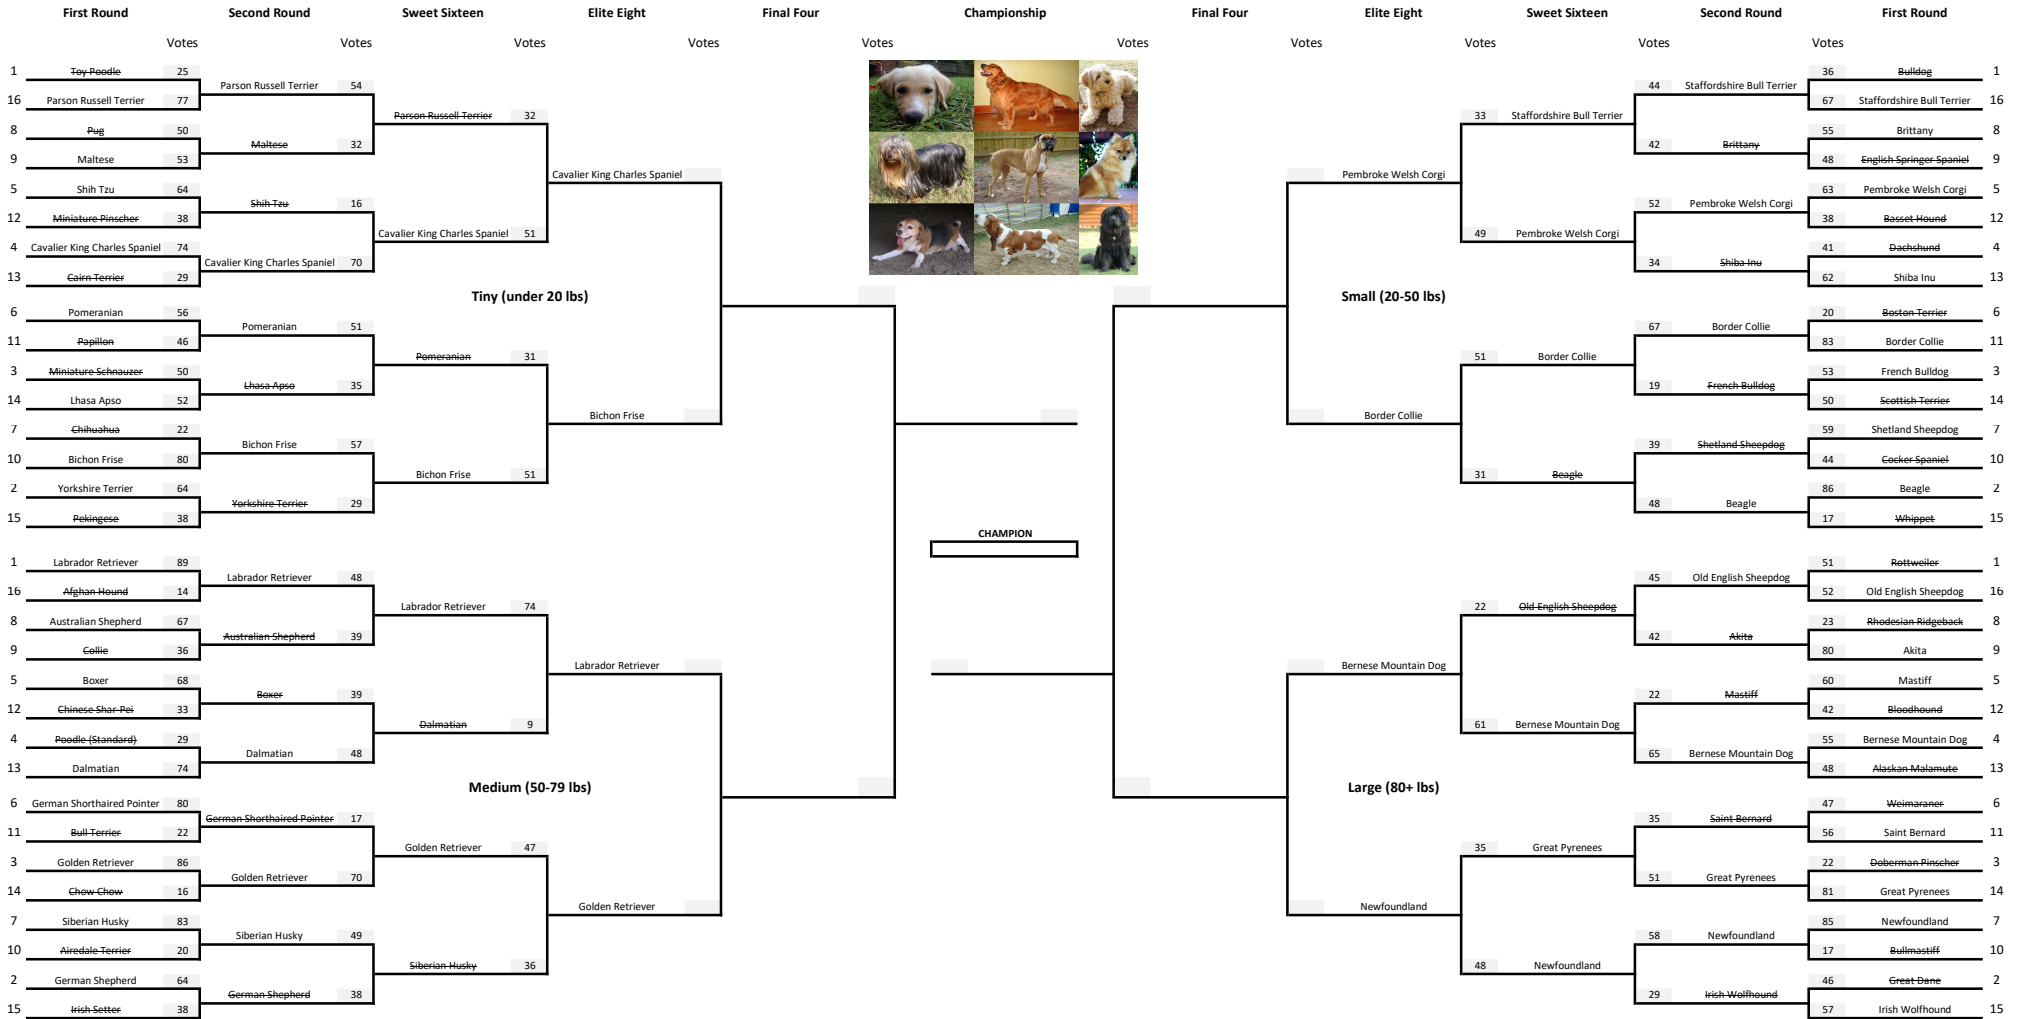 First Round Second Round Sweet Sixteen Elite Eight Final Four Championship Final Four Elite Eight Sweet Sixteen Second Round First Round
Votes Votes Votes Votes Votes Votes Votes Votes Votes Votes
1 Toy Poodle 25 36 Bulldog 1
Parson Russell Terrier 54 44 Staffordshire Bull Terrier
16 Parson Russell Terrier 77 67 Staffordshire Bull Terrier 16
Parson Russell Terrier 32 33 Staffordshire Bull Terrier
8 Pug 50 55 Brittany 8
Maltese 32 42 Brittany
9 Maltese 53 48 English Springer Spaniel 9
Cavalier King Charles Spaniel Pembroke Welsh Corgi
5 Shih Tzu 64 63 Pembroke Welsh Corgi 5
Shih Tzu 16 52 Pembroke Welsh Corgi
12 Miniature Pinscher 38 38 Basset Hound 12
Cavalier King Charles Spaniel 51 49 Pembroke Welsh Corgi
4 Cavalier King Charles Spaniel 74 41 Dachshund 4
Cavalier King Charles Spaniel 70 34 Shiba Inu
13 Cairn Terrier 29 62 Shiba Inu 13
Tiny (under 20 lbs) Small (20-50 lbs)
6 Pomeranian 56 20 Boston Terrier 6
Pomeranian 51 67 Border Collie
11 Papillon 46 83 Border Collie 11
Pomeranian 31 51 Border Collie
3 Miniature Schnauzer 50 53 French Bulldog 3
Lhasa Apso 35 19 French Bulldog
14 Lhasa Apso 52 50 Scottish Terrier 14
Bichon Frise Border Collie
7 Chihuahua 22 59 Shetland Sheepdog 7
Bichon Frise 57 39 Shetland Sheepdog
10 Bichon Frise 80 44 Cocker Spaniel 10
Bichon Frise 51 31 Beagle
2 Yorkshire Terrier 64 86 Beagle 2
Yorkshire Terrier 29 48 Beagle
15 Pekingese 38 17 Whippet 15
CHAMPION
1 Labrador Retriever 89 51 Rottweiler 1
Labrador Retriever 48 45 Old English Sheepdog
16 Afghan Hound 14 52 Old English Sheepdog 16
Labrador Retriever 74 22 Old English Sheepdog
8 Australian Shepherd 67 23 Rhodesian Ridgeback 8
Australian Shepherd 39 42 Akita
9 Collie 36 80 Akita 9
Labrador Retriever Bernese Mountain Dog
5 Boxer 68 60 Mastiff 5
Boxer 39 22 Mastiff
12 Chinese Shar-Pei 33 42 Bloodhound 12
Dalmatian 9 61 Bernese Mountain Dog
4 Poodle (Standard) 29 55 Bernese Mountain Dog 4
Dalmatian 48 65 Bernese Mountain Dog
13 Dalmatian 74 48 Alaskan Malamute 13
Medium (50-79 lbs) Large (80+ lbs)
6 German Shorthaired Pointer 80 47 Weimaraner 6
German Shorthaired Pointer 17 35 Saint Bernard
11 Bull Terrier 22 56 Saint Bernard 11
Golden Retriever 47 35 Great Pyrenees
3 Golden Retriever 86 22 Doberman Pinscher 3
Golden Retriever 70 51 Great Pyrenees
14 Chow Chow 16 81 Great Pyrenees 14
Golden Retriever Newfoundland
7 Siberian Husky 83 85 Newfoundland 7
Siberian Husky 49 58 Newfoundland
10 Airedale Terrier 20 17 Bullmastiff 10
Siberian Husky 36 48 Newfoundland
2 German Shepherd 64 46 Great Dane 2
German Shepherd 38 29 Irish Wolfhound
15 Irish Setter 38 57 Irish Wolfhound 15